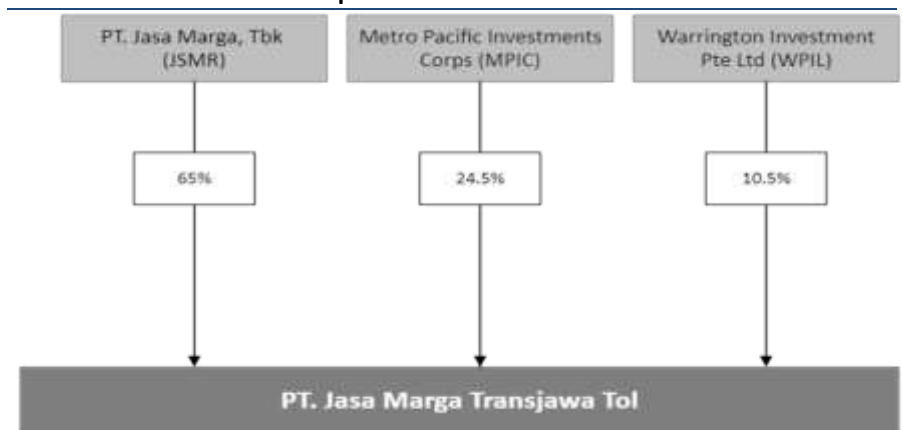 PT. Jasa Marga, Tbk
(JSMR)
Metro Pacific Investments
Corps (MPIC)
Warrington Investment
Pte Ltd (WPIL)
65%
24.5%
10.5%
PT. Jasa Marga Transjawa Tol